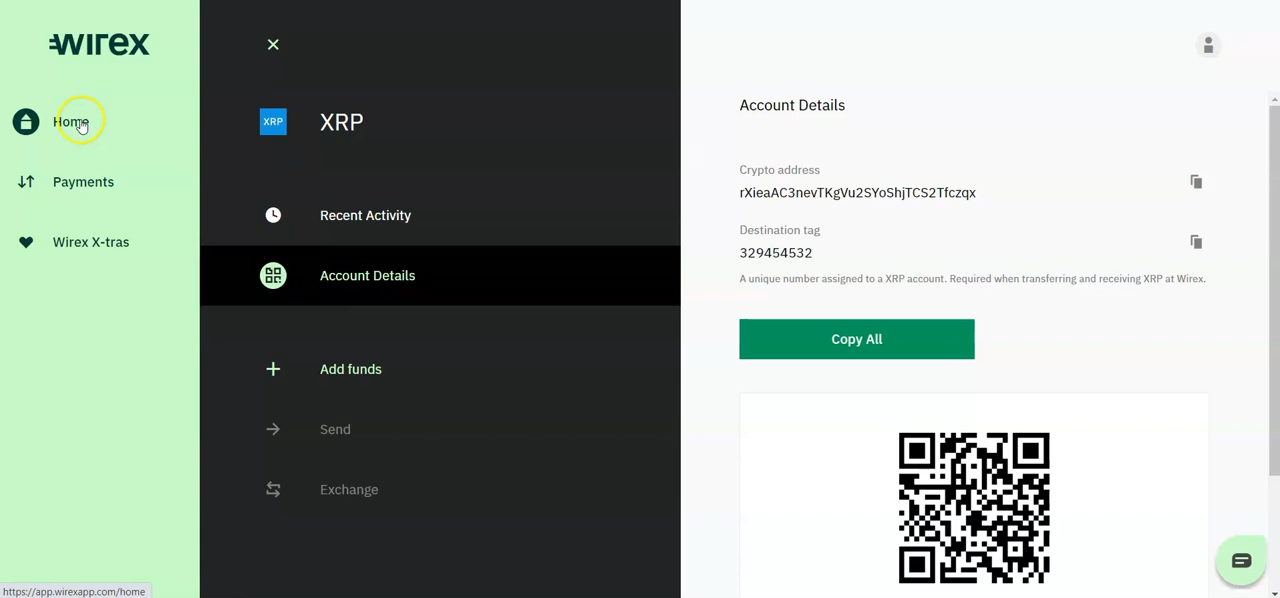 wirex
Home
Payments
Wirex X-tras
XRP
XRP
Recent Activity
Account Details
Add funds
Send
Exchange
Account Details
Crypto address
rXieaAC3nevTKgVu2SYoShjTCS2Tfczqx
Destination tag
329454532
A unique number assigned to a XRP account. Required when transferring and receiving XRP at Wirex.
Copy All
https://app.wirexapp.com/home